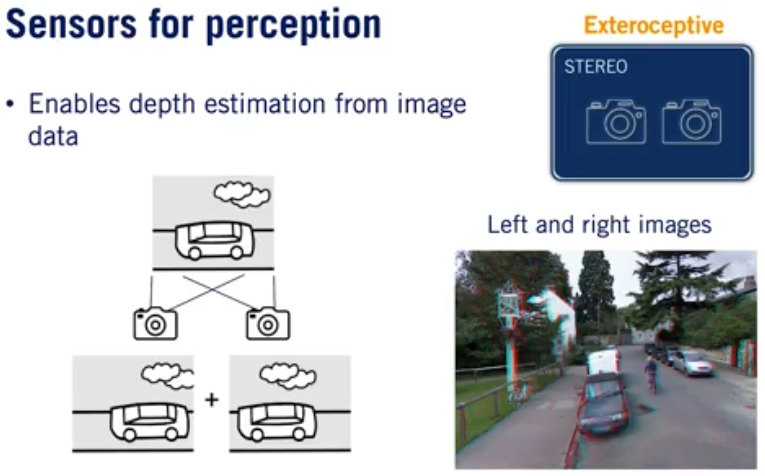 Sensors for perception
Exteroceptive
STEREO
• Enables depth estimation from image
data
Left and right images
+